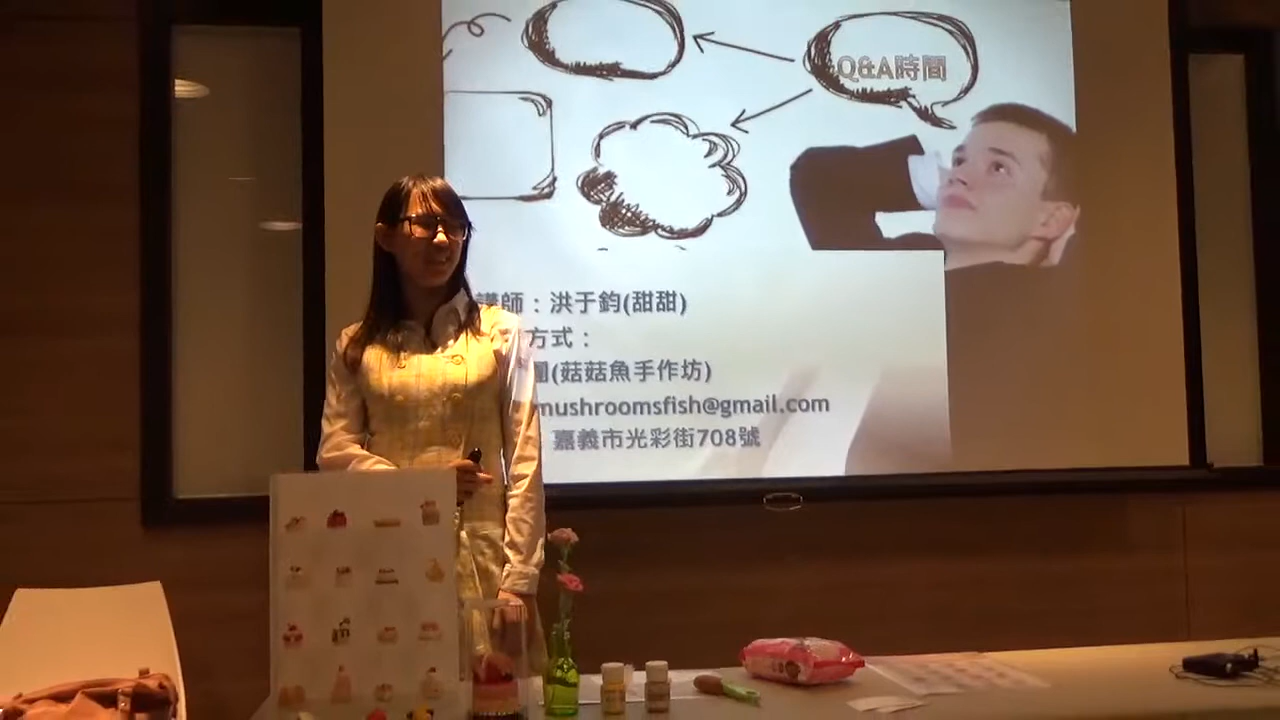 Q&A時間
講師：洪于鈞(甜甜)
方式：
團(菇菇魚手作坊)
mushroomsfish@gmail.com
嘉義市光彩街708號